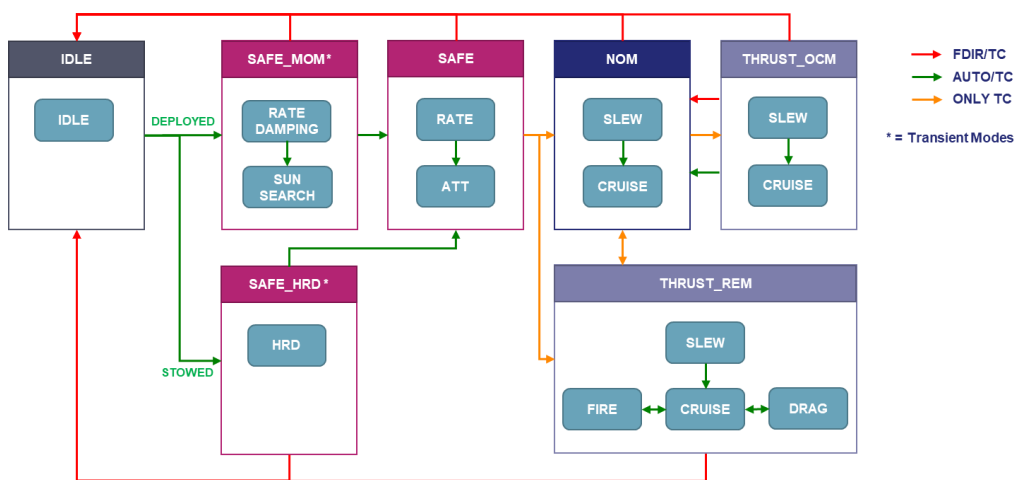 IDLE
SAFE_MOM*
SAFE
NOM
THRUST_OCM
FDIR/TC
AUTO/TC
ONLY TC
* = Transient Modes
IDLE
DEPLOYED
RATE
DAMPING
SUN
SEARCH
RATE
ATT
SLEW
CRUISE
SLEW
CRUISE
SAFE_HRD*
HRD
STOWED
THRUST_REM
SLEW
FIRE
CRUISE
DRAG